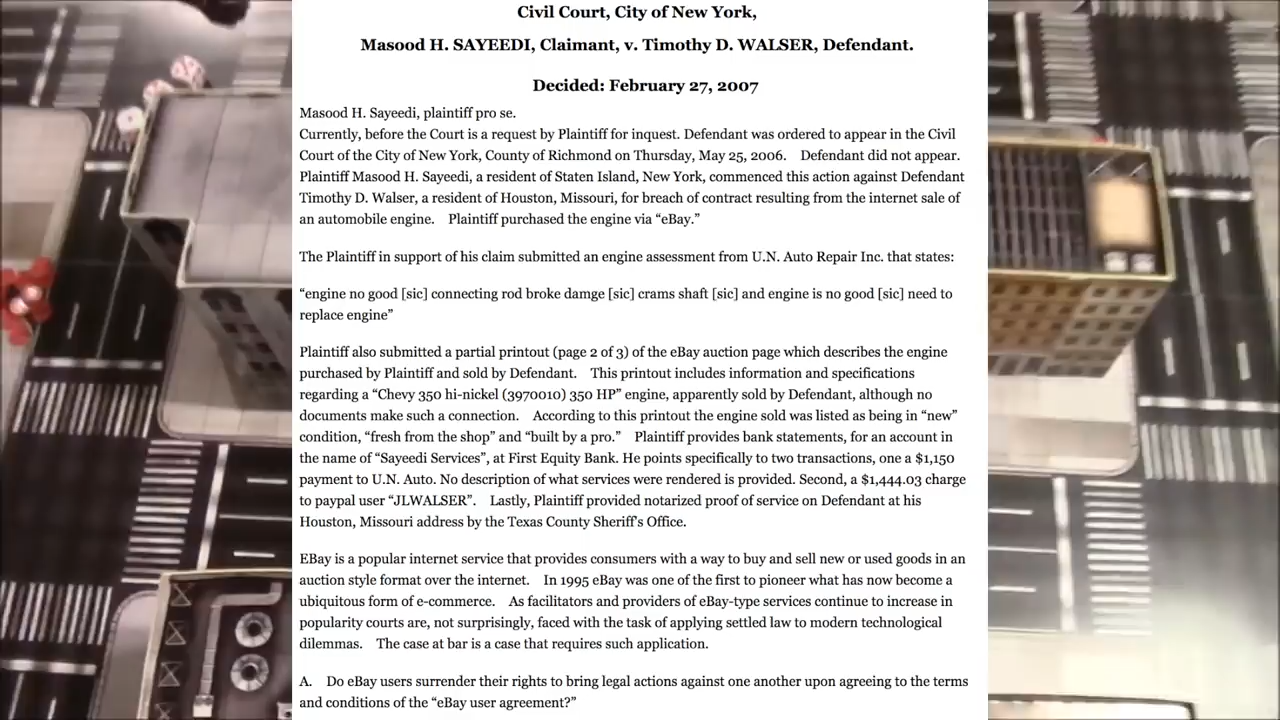 Civil Court, City of New York,
Masood H. SAYEEDI, Claimant, v. Timothy D. WALSER, Defendant.
Decided: February 27, 2007
Masood H. Sayeedi, plaintiff pro se.
Currently, before the Court is a request by Plaintiff for inquest. Defendant was ordered to appear in the Civil
Court of the City of New York, County of Richmond on Thursday, May 25, 2006. Defendant did not appear.
Plaintiff Masood H. Sayeedi, a resident of Staten Island, New York, commenced this action against Defendant
Timothy D. Walser, a resident of Houston, Missouri, for breach of contract resulting from the internet sale of
an automobile engine. Plaintiff purchased the engine via “eBay.”
The Plaintiff in support of his claim submitted an engine assessment from U.N. Auto Repair Inc. that states:
“engine no good [sic] connecting rod broke damge [sic] crams shaft [sic] and engine is no good [sic] need to
replace engine”
Plaintiff also submitted a partial printout (page 2 of 3) of the eBay auction page which describes the engine
purchased by Plaintiff and sold by Defendant. This printout includes information and specifications
regarding a “Chevy 350 hi-nickel (3970010) 350 HP” engine, apparently sold by Defendant, although no
documents make such a connection. According to this printout the engine sold was listed as being in “new”
condition, “fresh from the shop” and “built by a pro.” Plaintiff provides bank statements, for an account in
the name of “Sayeedi Services”, at First Equity Bank. He points specifically to two transactions, one a $1,150
payment to U.N. Auto. No description of what services were rendered is provided. Second, a $1,444.03 charge
to paypal user “JLWALSER”. Lastly, Plaintiff provided notarized proof of service on Defendant at his
Houston, Missouri address by the Texas County Sheriff’s Office.
EBay is a popular internet service that provides consumers with a way to buy and sell new or used goods in an
auction style format over the internet. In 1995 eBay was one of the first to pioneer what has now become a
ubiquitous form of e-commerce. As facilitators and providers of eBay-type services continue to increase in
popularity courts are, not surprisingly, faced with the task of applying settled law to modern technological
dilemmas. The case at bar is a case that requires such application.
A. Do eBay users surrender their rights to bring legal actions against one another upon agreeing to the terms
and conditions of the “eBay user agreement?”